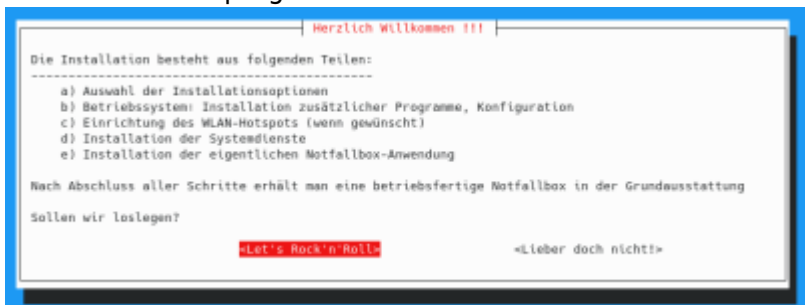 Herzlich Willkommen !!!
Die Installation besteht aus folgenden Teilen:
----------------------------------------------
a) Auswahl der Installationsoptionen
b) Betriebssystem: Installation zusätzlicher Programme, Konfiguration
c) Einrichtung des WLAN-Hotspots (wenn gewünscht)
d) Installation der Systemdienste
e) Installation der eigentlichen Notfallbox-Anwendung
Nach Abschluss aller Schritte erhält man eine betriebsfertige Notfallbox in der Grundausstattung
Sollen wir loslegen?
<Let's Rock'n'Roll> <Lieber doch nicht!>